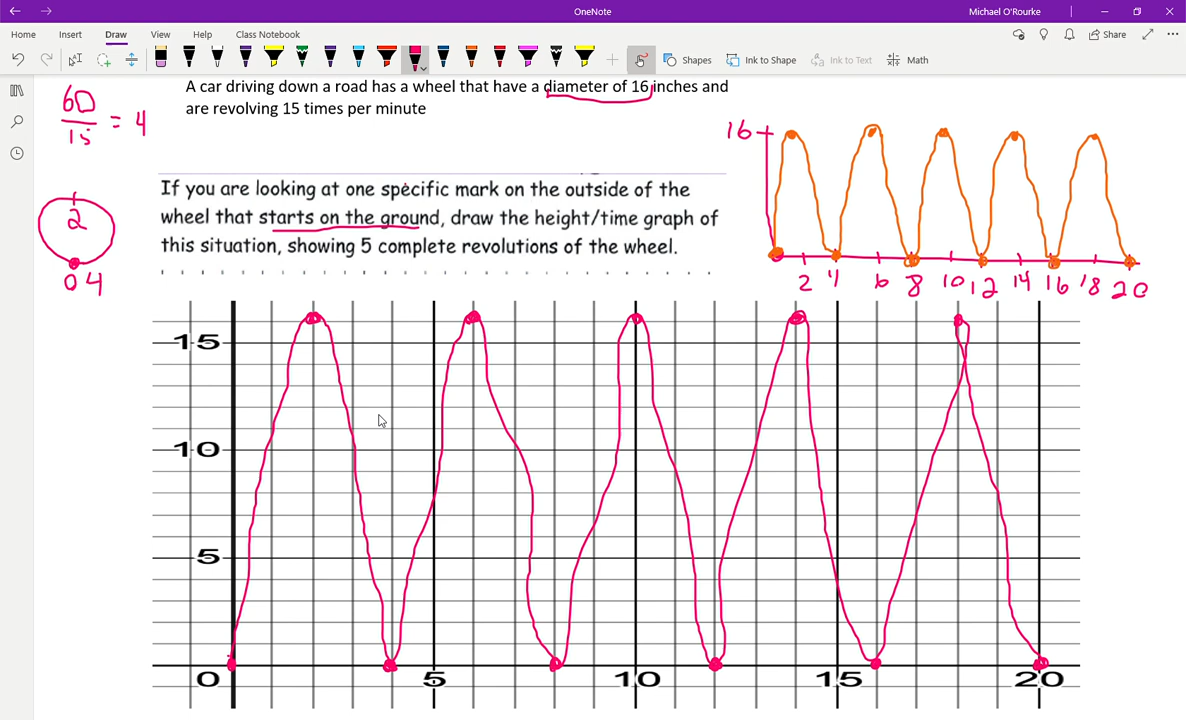 OneNote
Michael O'Rourke
Home Insert Draw View Help Class Notebook
Share
Shapes Ink to Shape Ink to Text Math
A car driving down a road has a wheel that have a diameter of 16 inches and
are revolving 15 times per minute
60
15
= 4
2
0 4
If you are looking at one specific mark on the outside of the
wheel that starts on the ground, draw the height/time graph of
this situation, showing 5 complete revolutions of the wheel.
16
2 4 6 8 10 12 14 16 18 20
15
10
5
0 5 10 15 20